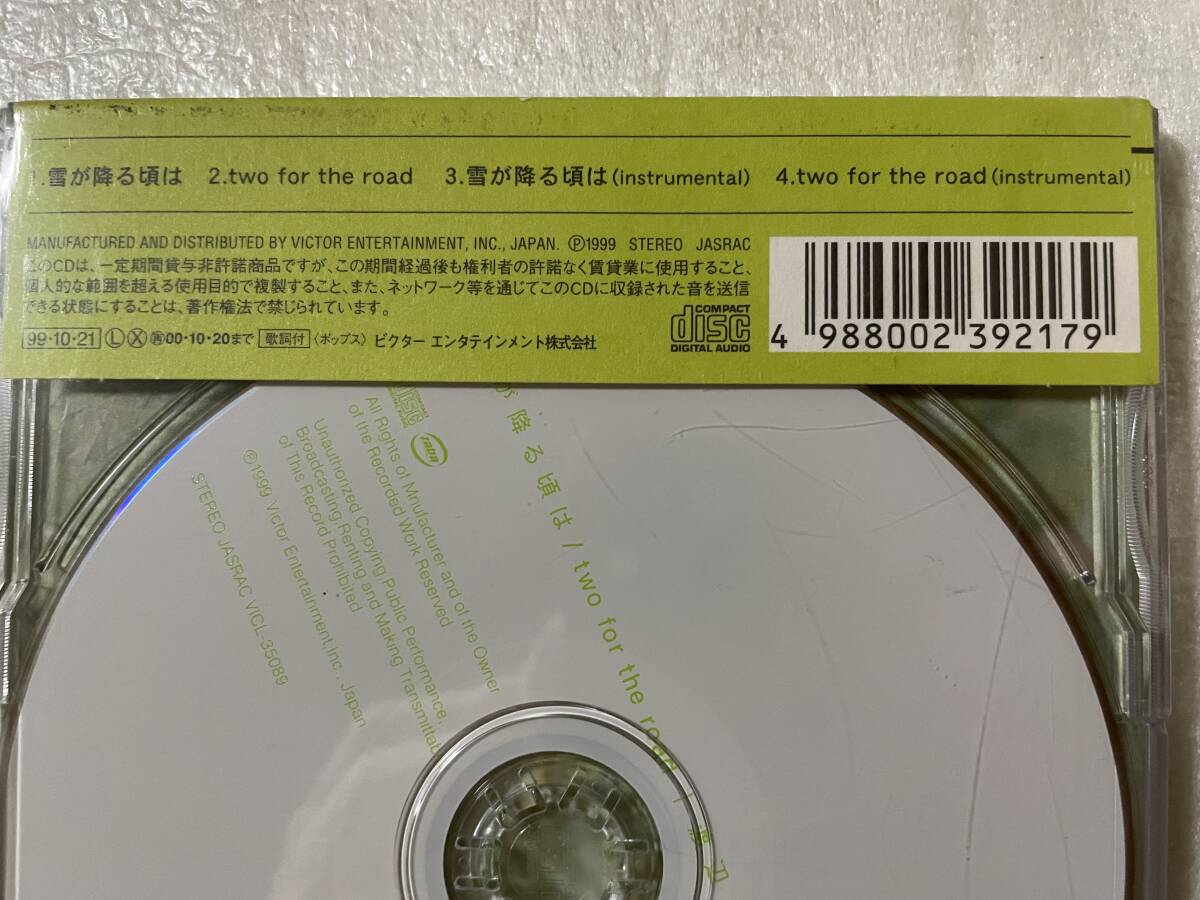 1.雪が降る頃は 2.two for the road 3.雪が降る頃は(instrumental) 4.two for the road(instrumental)
MANUFACTURED AND DISTRIBUTED BY VICTOR ENTERTAINMENT, INC., JAPAN. Ⓟ1999 STEREO JASRAC
このCDは、一定期間貸与非許諾商品ですが、この期間経過後も権利者の許諾なく賃貸業に使用すること、
個人的な範囲を超える使用目的で複製すること、また、ネットワーク等を通じてこのCDに収録された音を送信
できる状態にすることは、著作権法で禁じられています。
99・10・21 Ⓛ Ⓧ 00・10・20まで 歌詞付 〈ポップス〉 ビクター エンタテインメント株式会社
COMPACT
disc
DIGITAL AUDIO
4 988002 392179
が降る頃は / two for the road
disc
All Rights of Minufacturer and of the Owner
of the Recorded Work Reserved
Unauthorized Copying Public Performance,
Broadcasting.Renting and Making Transmittab
of This Record Prohibited
Ⓟ1999 Victor Entertainment,Inc., Japan
STEREO JASRAC VICL-35089